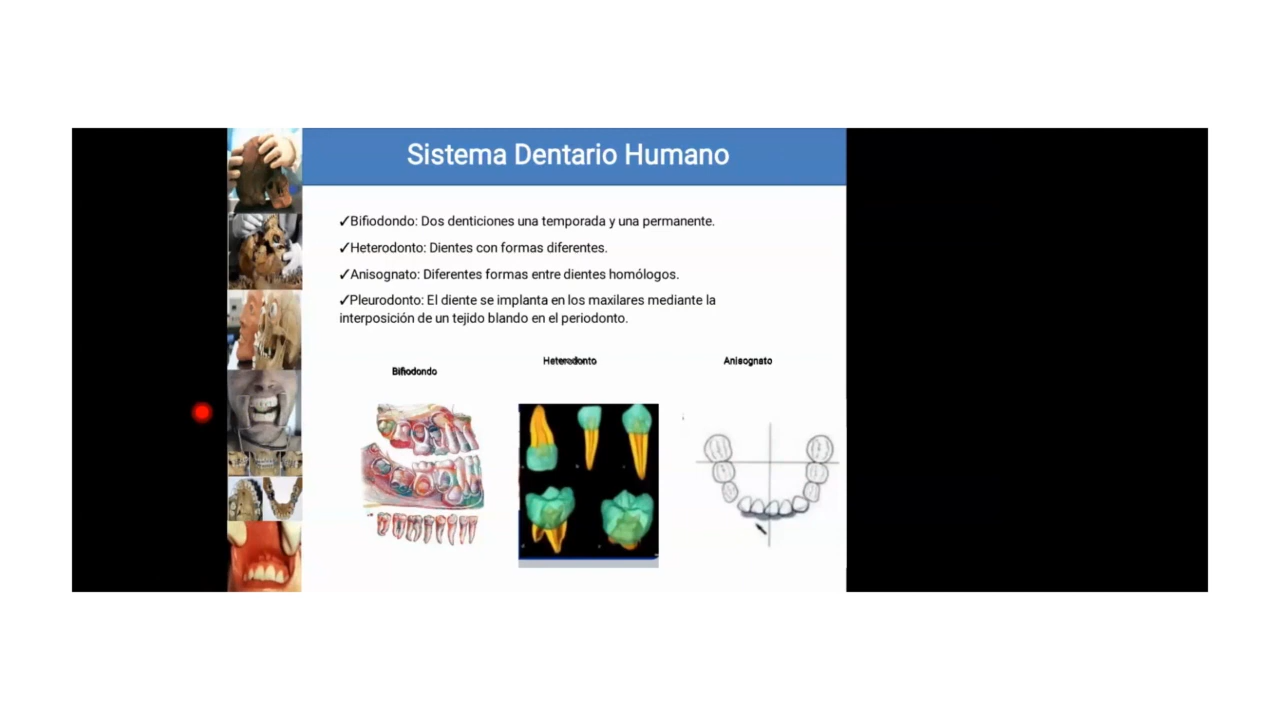 Sistema Dentario Humano
✓Bifiodondo: Dos denticiones una temporada y una permanente.
✓Heterodonto: Dientes con formas diferentes.
✓Anisognato: Diferentes formas entre dientes homólogos.
✓Pleurodonto: El diente se implanta en los maxilares mediante la
interposición de un tejido blando en el periodonto.
Heterodonto
Anisognato
Bifiodondo